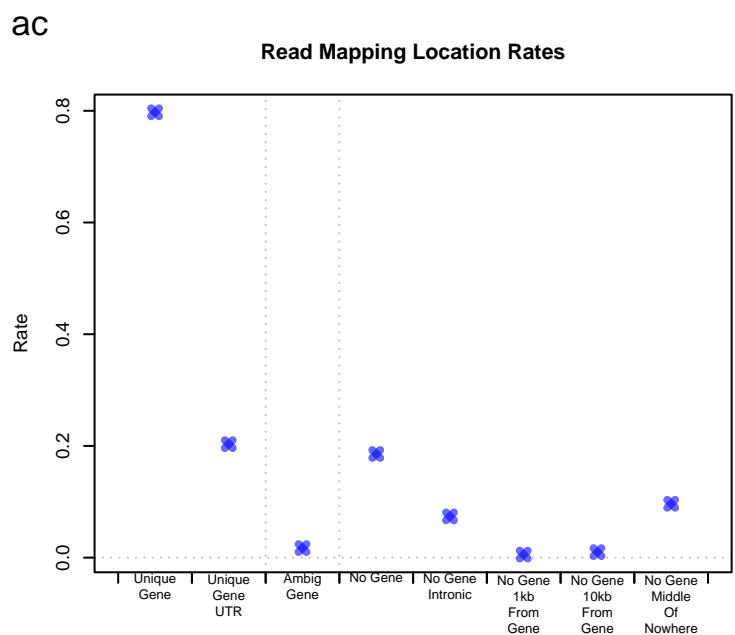 ac
Read Mapping Location Rates
Rate
0.8
0.6
0.4
0.2
0.0
Unique
Gene
Unique
Gene
UTR
Ambig
Gene
No Gene
No Gene
Intronic
No Gene
1kb
From
Gene
No Gene
10kb
From
Gene
No Gene
Middle
Of
Nowhere